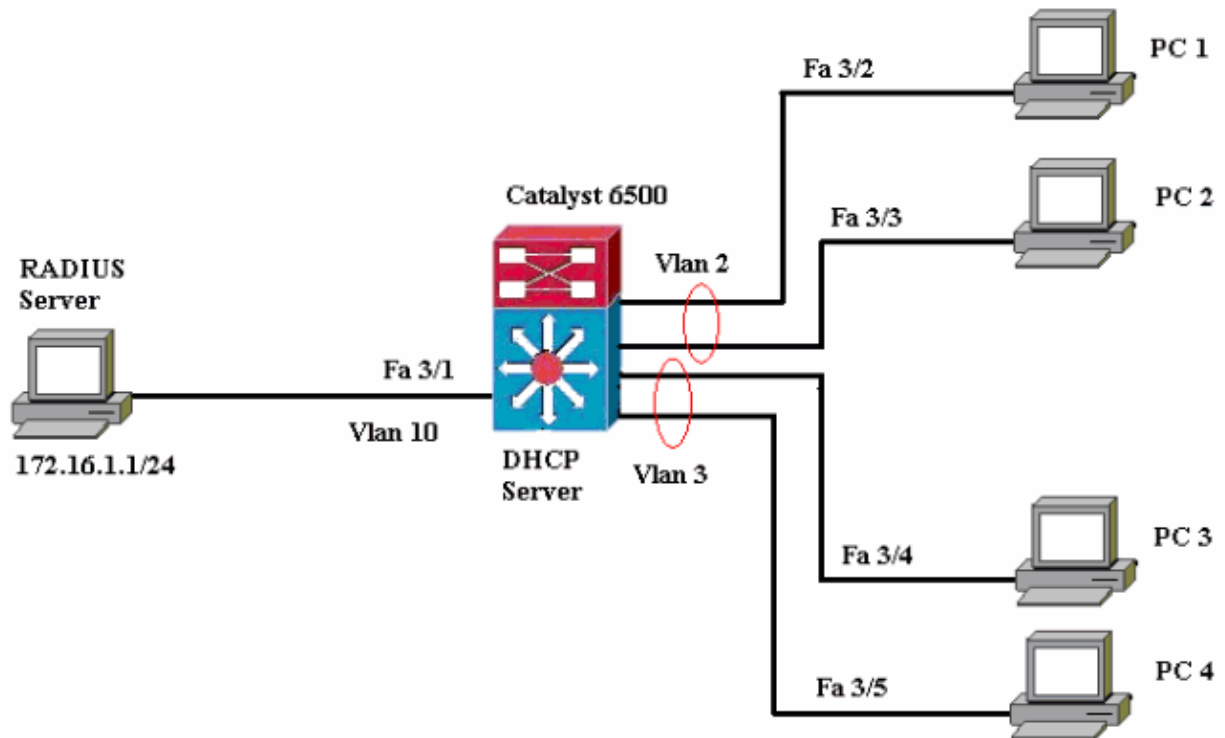 PC 1
Fa 3/2
PC 2
Catalyst 6500
Fa 3/3
Vlan 2
RADIUS
Server
Fa 3/1
Vlan 10
172.16.1.1/24
DHCP
Server
Vlan 3
PC 3
Fa 3/4
PC 4
Fa 3/5